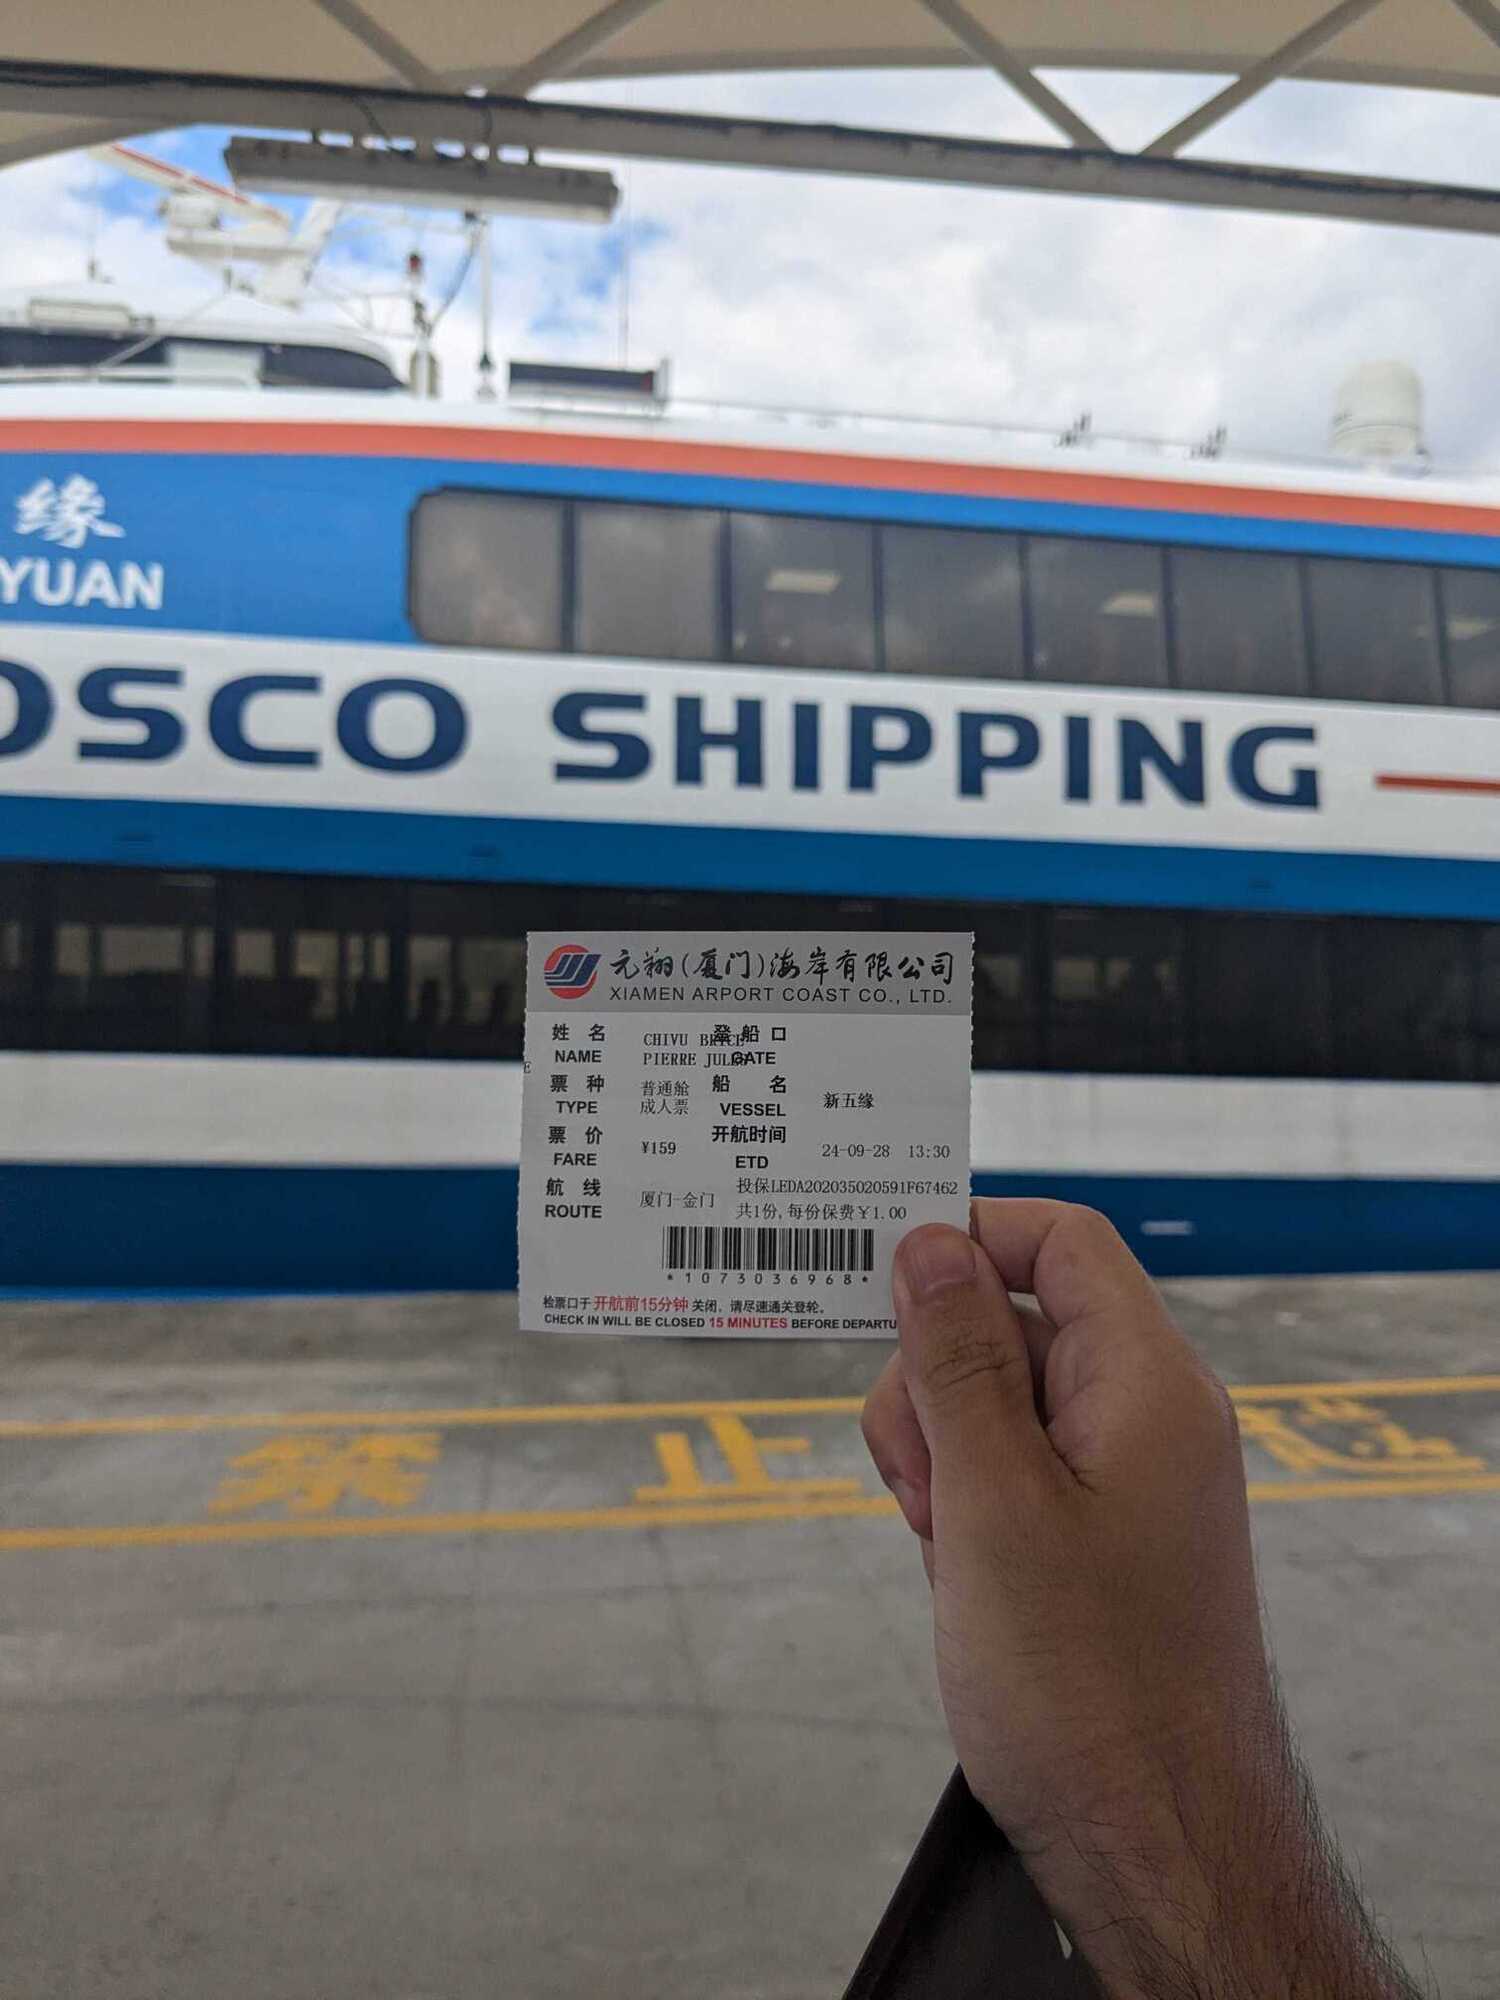 缘
YUAN
OSCO SHIPPING
元翔(厦门)海岸有限公司
XIAMEN ARPORT COAST CO., LTD.
姓 名 CHIVU BRICE 登船口
NAME PIERRE JULES GATE
E
票 种 普通舱 船 名
TYPE 成人票 VESSEL 新五缘
票 价 ¥159 开航时间
FARE ETD 24-09-28 13:30
航 线 厦门-金门 投保LEDA202035020591F67462
ROUTE 共1份,每份保费¥1.00
*1073036968*
检票口于 开航前15分钟 关闭，请尽速通关登轮。
CHECK IN WILL BE CLOSED 15 MINUTES BEFORE DEPARTU
禁止